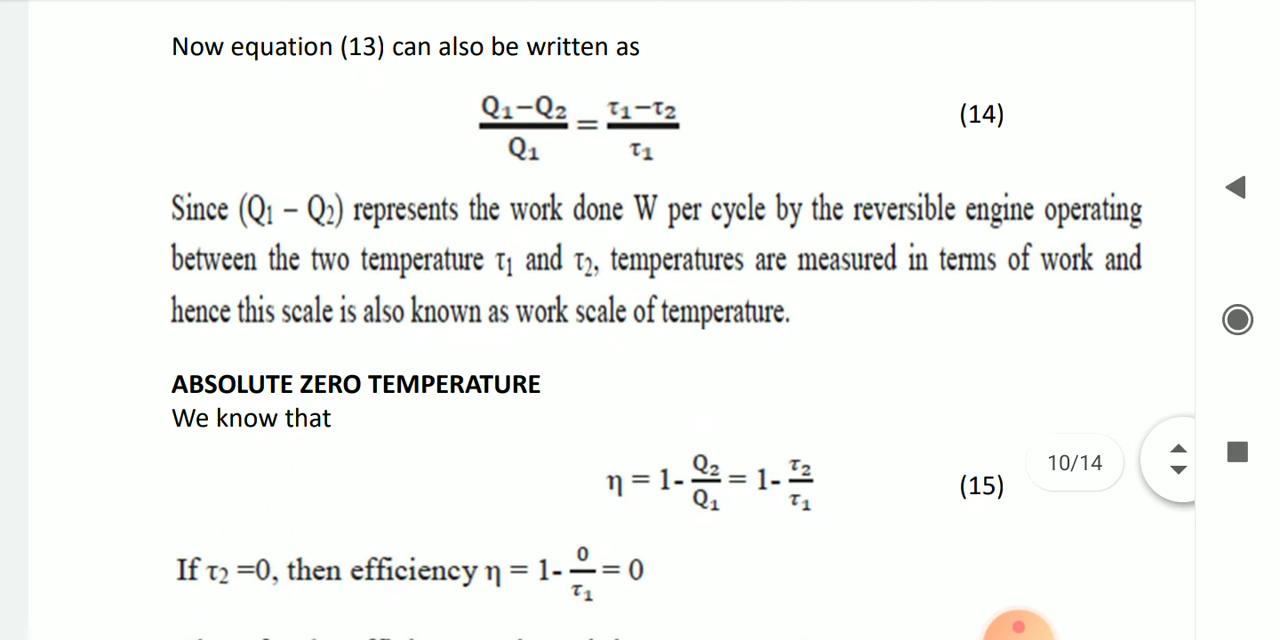 Now equation (13) can also be written as
Q₁−Q₂/Q₁ = τ₁−τ₂/τ₁ (14)
Since (Q₁ − Q₂) represents the work done W per cycle by the reversible engine operating
between the two temperature τ₁ and τ₂, temperatures are measured in terms of work and
hence this scale is also known as work scale of temperature.
ABSOLUTE ZERO TEMPERATURE
We know that
η = 1- Q₂/Q₁ = 1- τ₂/τ₁ (15)
10/14
If τ₂ =0, then efficiency η = 1- 0/τ₁ = 0